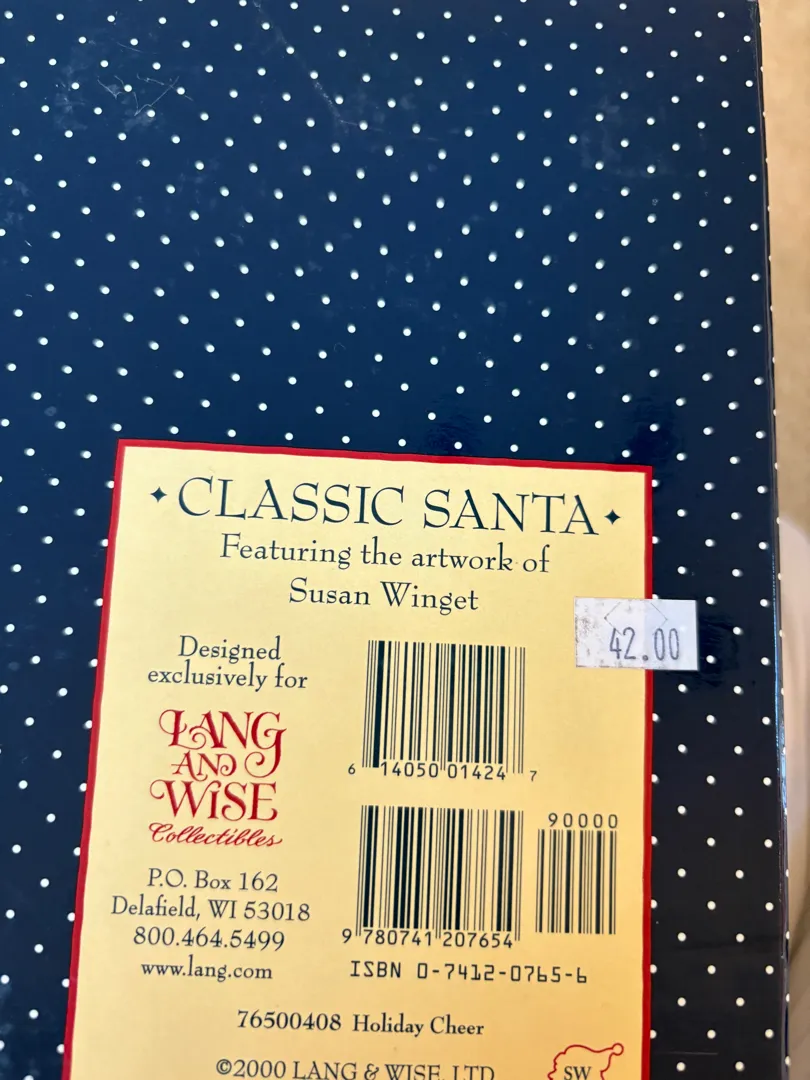 CLASSIC SANTA
Featuring the artwork of
Susan Winget
42.00
Designed
exclusively for
LANG
AND
WISE
Collectibles
P.O. Box 162
Delafield, WI 53018
800.464.5499
www.lang.com
6 14050 01424 7
90000
9 780741 207654
ISBN 0-7412-0765-6
76500408 Holiday Cheer
©2000 LANG & WISE, LTD
SW